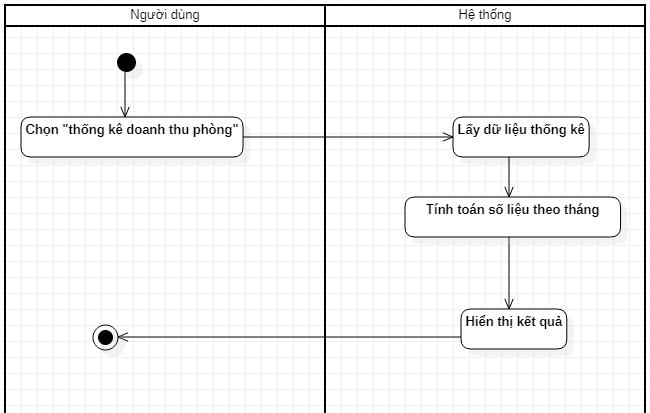 Người dùng
Hệ thống
Chọn "thống kê doanh thu phòng"
Lấy dữ liệu thống kê
Tính toán số liệu theo tháng
Hiển thị kết quả